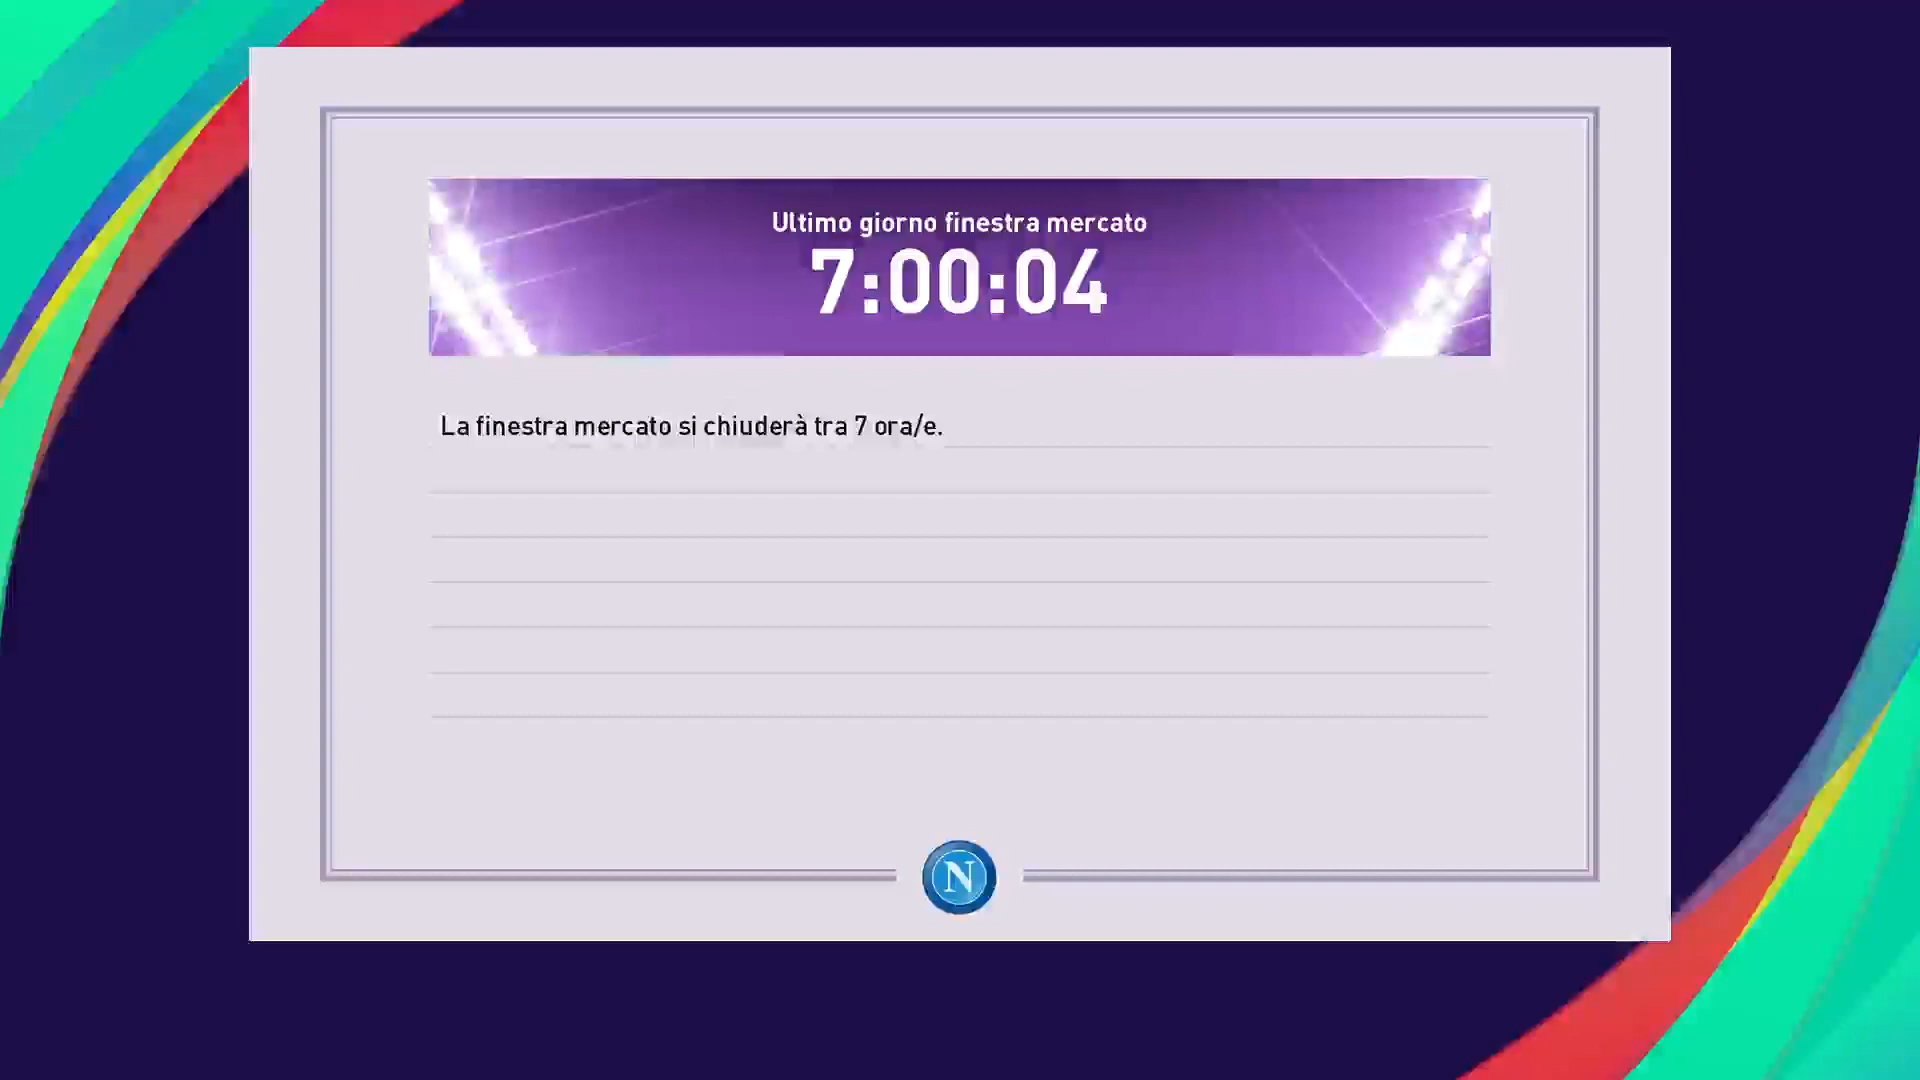 Ultimo giorno finestra mercato
7:00:04
La finestra mercato si chiuderà tra 7 ora/e.
N